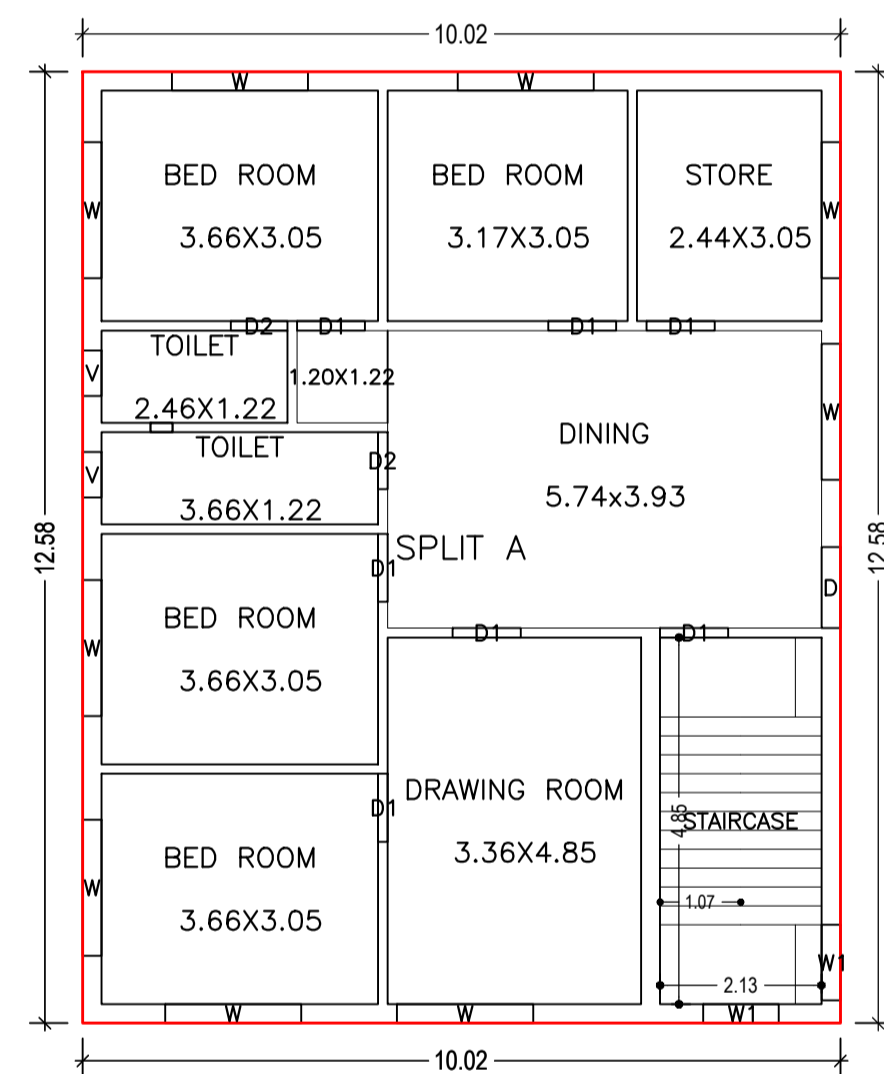 10.02
W W
BED ROOM BED ROOM STORE
W W
3.66X3.05 3.17X3.05 2.44X3.05
D2 D1 D1 D1
TOILET
V 1.20X1.22
2.46X1.22 W
DINING
TOILET
V D2
5.74x3.93
3.66X1.22
12.58 12.58
SPLIT A
D1 D
BED ROOM
D1 D1
W
3.66X3.05
DRAWING ROOM
D1 4.85
STAIRCASE
BED ROOM 3.36X4.85
W
1.07
3.66X3.05
W1
2.13
W W W1
10.02